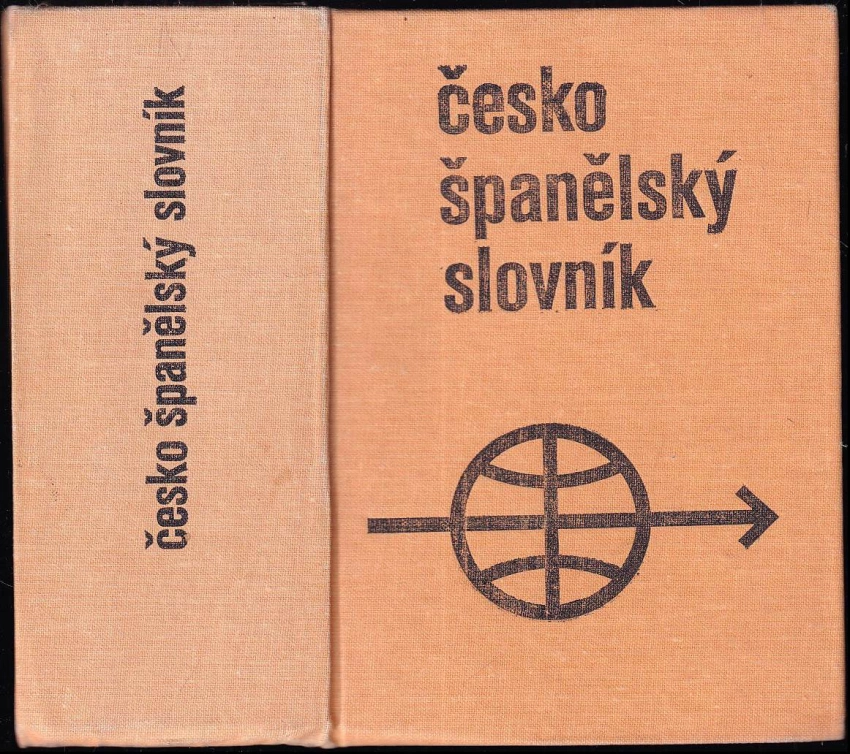 česko španělský slovník
česko
španělský
slovník